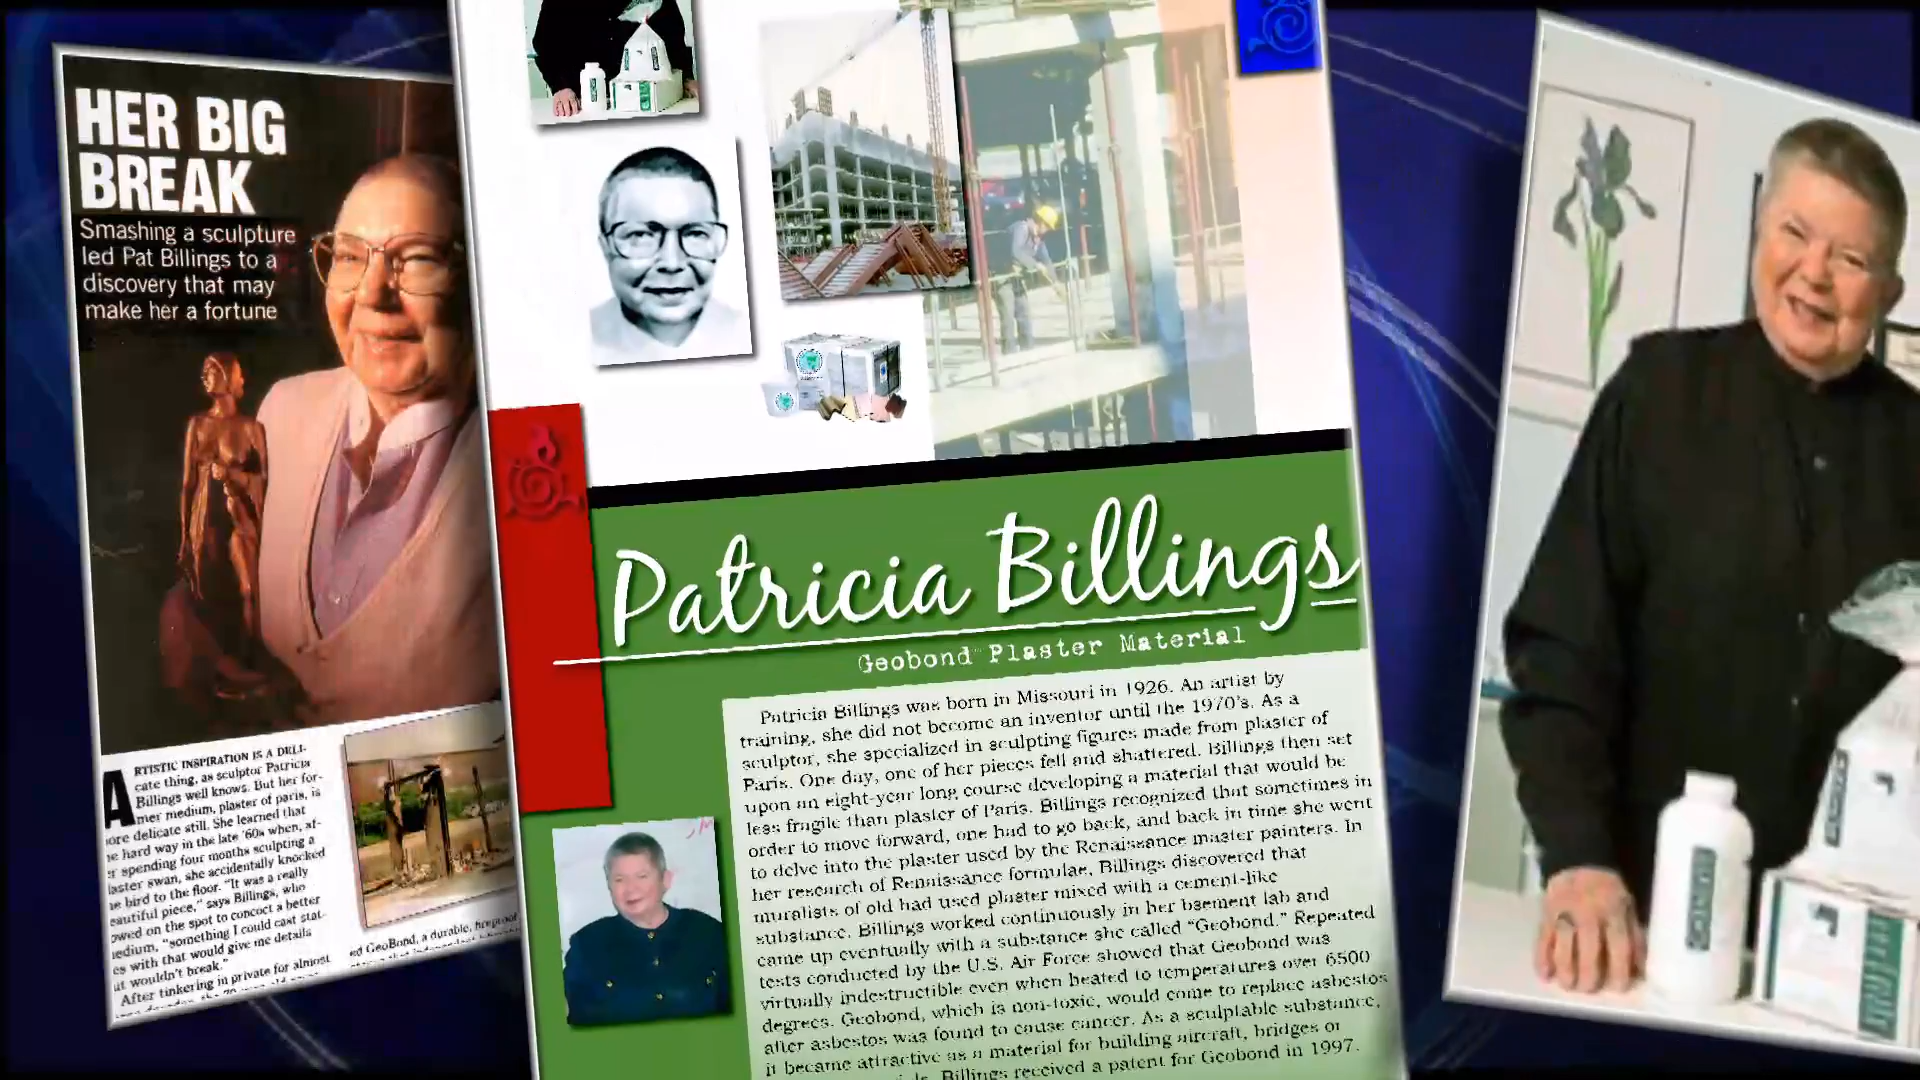 HER BIG
BREAK
Smashing a sculpture
led Pat Billings to a
discovery that may
make her a fortune
ARTISTIC INSPIRATION IS A DELI-
cate thing, as sculptor Patricia
Billings well knows. But her for-
mer medium, plaster of paris, is
ore delicate still. She learned that
e hard way in the late '60s when, af-
r spending four months sculpting a
laster swan, she accidentally knocked
he bird to the floor. "It was a really
eautiful piece," says Billings, who
owed on the spot to concoct a better
nedium, "something I could cast stat-
es with that would give me details
at wouldn't break."
After tinkering in private for almost
ed GeoBond, a durable, fireproof
Patricia Billings
Geobond Plaster Material
Patricia Billings was born in Missouri in 1926. An artist by
training, she did not become an inventor until the 1970's. As a
sculptor, she specialized in sculpting figures made from plaster of
Paris. One day, one of her pieces fell and shattered. Billings then set
upon an eight-year long course developing a material that would be
less fragile than plaster of Paris. Billings recognized that sometimes in
order to move forward, one had to go back, and back in time she went
to delve into the plaster used by the Renaissance master painters. In
her research of Renaissance formulae, Billings discovered that
muralists of old had used plaster mixed with a cement-like
substance. Billings worked continuously in her bsement lab and
came up eventually with a substance she called "Geobond." Repeated
tests conducted by the U.S. Air Force showed that Geobond was
virtually indestructible even when heated to temperatures over 6500
degrees. Geobond, which is non-toxic, would come to replace asbestos
after asbestos was found to cause cancer. As a sculptable substance,
it became attractive as a material for building aircraft, bridges or
Billings received a patent for Geobond in 1997.